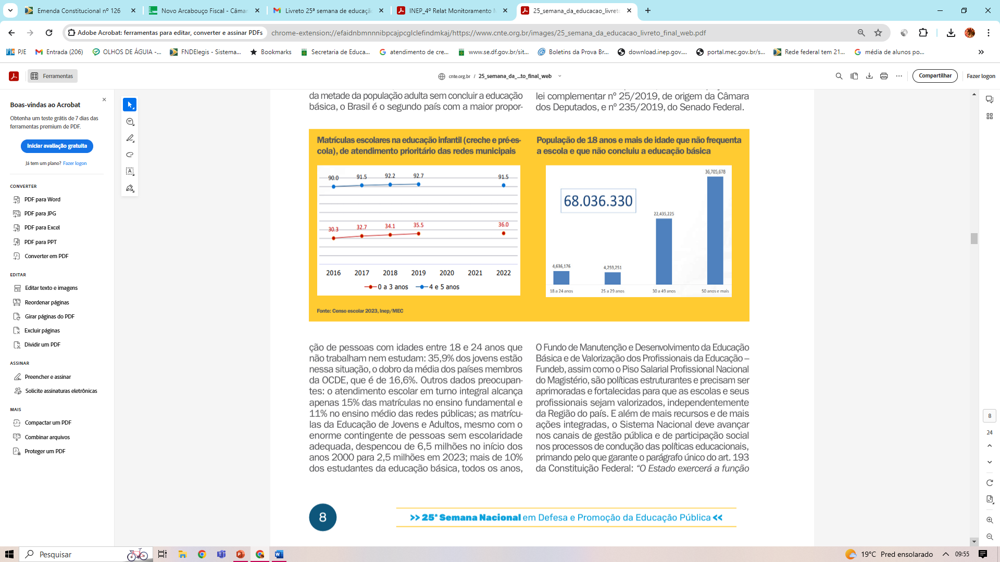 Emenda Constitucional nº 126
Novo Arcabouço Fiscal - Câmar
Livreto 25ª semana de educação
INEP_4º Relat Monitoramento
25_semana_da_educacao_livreto
Adobe Acrobat: ferramentas para editar, converter e assinar PDFs
chrome-extension://efaidnbmnnnibpcajpcglclefindmkaj/https://www.cnte.org.br/images/25_semana_da_educacao_livreto_final_web.pdf
PJE
Entrada (206)
OLHOS DE ÁGUIA -...
FNDElegis - Sistema...
Bookmarks
Secretaria de Educa...
atendimento de cre...
www.se.df.gov.br/sit...
Boletins da Prova Br...
download.inep.gov....
portal.mec.gov.br/s...
Rede federal tem 21...
média de alunos po...
Ferramentas
cnte.org.br / 25_semana_da_...to_final_web
Compartilhar
Fazer logon
Boas-vindas ao Acrobat
Obtenha um teste grátis de 7 dias das
ferramentas premium de PDF.
Iniciar avaliação gratuita
Já tem um plano? Fazer logon
CONVERTER
PDF para Word
PDF para JPG
PDF para Excel
PDF para PPT
Converter em PDF
EDITAR
Editar texto e imagens
Reordenar páginas
Girar páginas do PDF
Excluir páginas
Dividir um PDF
ASSINAR
Preencher e assinar
Solicite assinaturas eletrônicas
MAIS
Compactar um PDF
Combinar arquivos
Proteger um PDF
da metade da população adulta sem concluir a educação
básica, o Brasil é o segundo país com a maior propor-
lei complementar nº 25/2019, de origem da Câmara
dos Deputados, e nº 235/2019, do Senado Federal.
Matrículas escolares na educação infantil (creche e pré-es-
cola), de atendimento prioritário das redes municipais
90.0 91.5 92.2 92.7 91.5
30.3 32.7 34.1 35.5 36.0
2016 2017 2018 2019 2020 2021 2022
0 a 3 anos 4 e 5 anos
Fonte: Censo escolar 2023, Inep/MEC
População de 18 anos e mais de idade que não frequenta
a escola e que não concluiu a educação básica
68.036.330
36,705,678
22,435,225
4,636,176
4,259,251
18 a 24 anos 25 a 29 anos 30 a 49 anos 50 anos e mais
ção de pessoas com idades entre 18 e 24 anos que
não trabalham nem estudam: 35,9% dos jovens estão
nessa situação, o dobro da média dos países membros
da OCDE, que é de 16,6%. Outros dados preocupan-
tes: o atendimento escolar em turno integral alcança
apenas 15% das matrículas no ensino fundamental e
11% no ensino médio das redes públicas; as matrícu-
las da Educação de Jovens e Adultos, mesmo com o
enorme contingente de pessoas sem escolaridade
adequada, despencou de 6,5 milhões no início dos
anos 2000 para 2,5 milhões em 2023; mais de 10%
dos estudantes da educação básica, todos os anos,
O Fundo de Manutenção e Desenvolvimento da Educação
Básica e de Valorização dos Profissionais da Educação –
Fundeb, assim como o Piso Salarial Profissional Nacional
do Magistério, são políticas estruturantes e precisam ser
aprimoradas e fortalecidas para que as escolas e seus
profissionais sejam valorizados, independentemente
da Região do país. E além de mais recursos e de mais
ações integradas, o Sistema Nacional deve avançar
nos canais de gestão pública e de participação social
nos processos de condução das políticas educacionais,
primando pelo que garante o parágrafo único do art. 193
da Constituição Federal: “O Estado exercerá a função
8
>> 25ª Semana Nacional em Defesa e Promoção da Educação Pública <<
8
24
Pesquisar
19°C Pred ensolarado
09:55